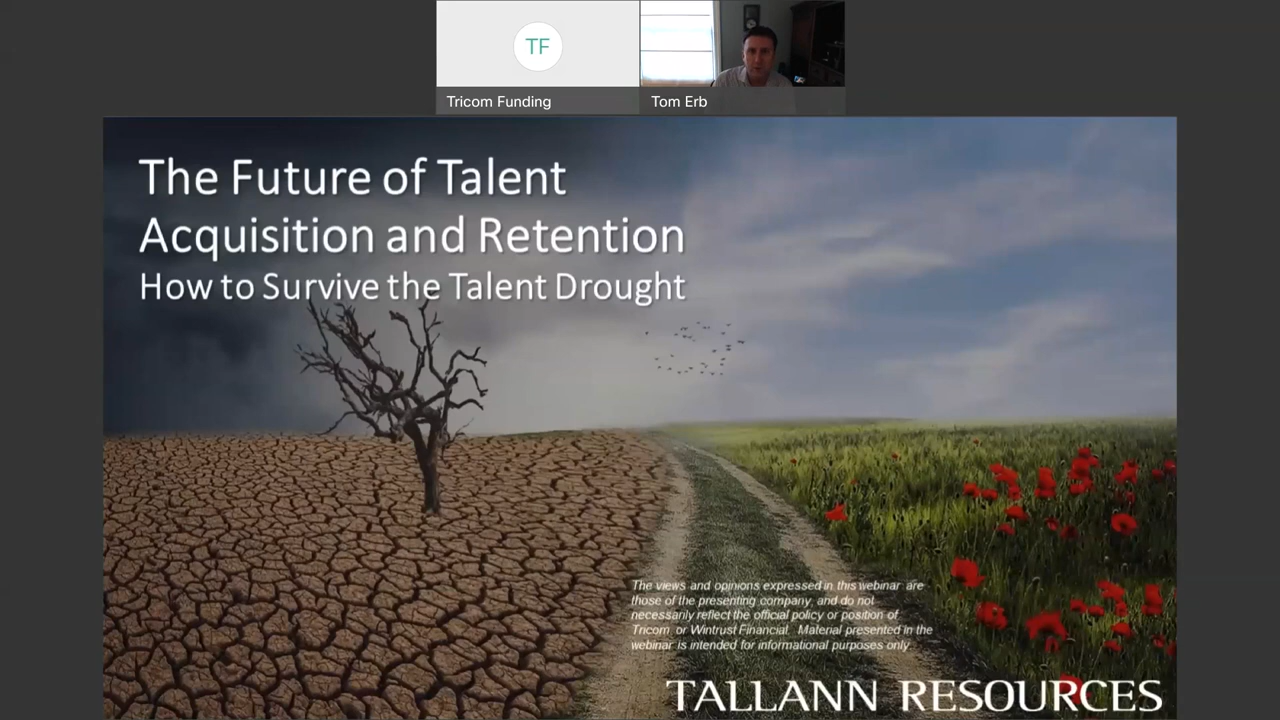 TF
Tricom Funding
Tom Erb
The Future of Talent
Acquisition and Retention
How to Survive the Talent Drought
The views and opinions expressed in this webinar are
those of the presenting company, and do not
necessarily reflect the official policy or position of
Tricom, or Wintrust Financial. Material presented in the
webinar is intended for informational purposes only.
TALLANN RESOURCES